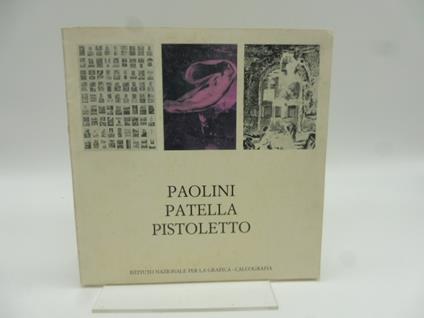 PAOLINI
PATELLA
PISTOLETTO
ISTITUTO NAZIONALE PER LA GRAFICA - CALCOGRAFIA